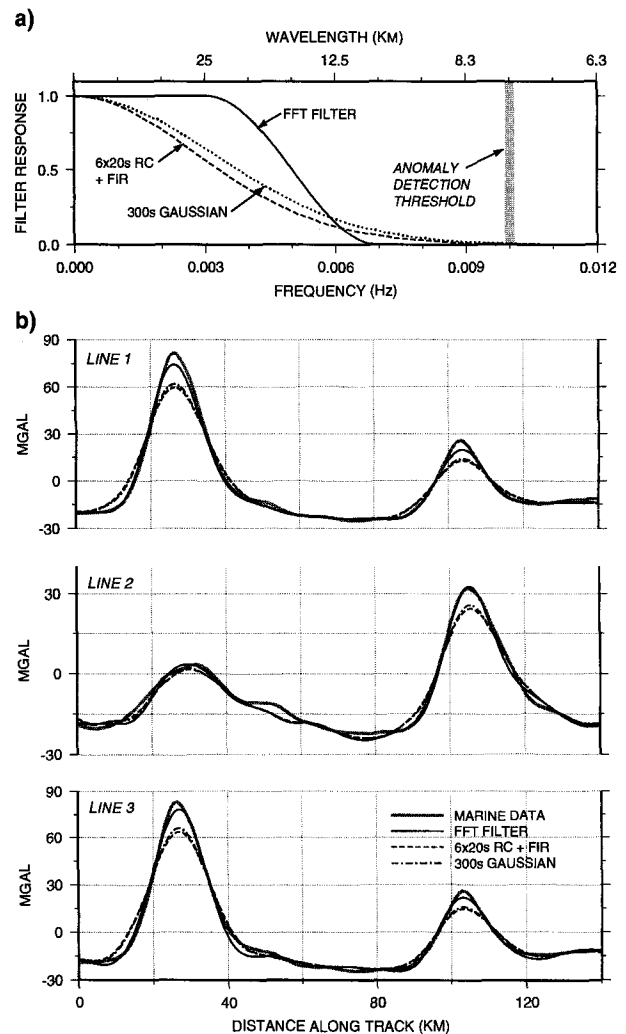 a)
WAVELENGTH (KM)
25 12.5 8.3 6.3
FILTER RESPONSE
1.0
0.5
0.0
FFT FILTER
6x20s RC
+ FIR
300s GAUSSIAN
ANOMALY
DETECTION
THRESHOLD
0.000 0.003 0.006 0.009 0.012
FREQUENCY (Hz)
b)
LINE 1
MGAL
90
60
30
0
-30
LINE 2
MGAL
30
0
-30
LINE 3
MGAL
90
60
30
0
-30
MARINE DATA
FFT FILTER
6x20s RC + FIR
300s GAUSSIAN
0 40 80 120
DISTANCE ALONG TRACK (KM)